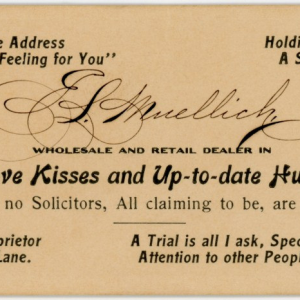 e Address
Holdi
Feeling for You"
A S
E. S. Muellich,
WHOLESALE AND RETAIL DEALER IN
ve Kisses and Up-to-date Hu
no Solicitors, All claiming to be, are
prietor
A Trial is all I ask, Spec
Lane.
Attention to other Peopl